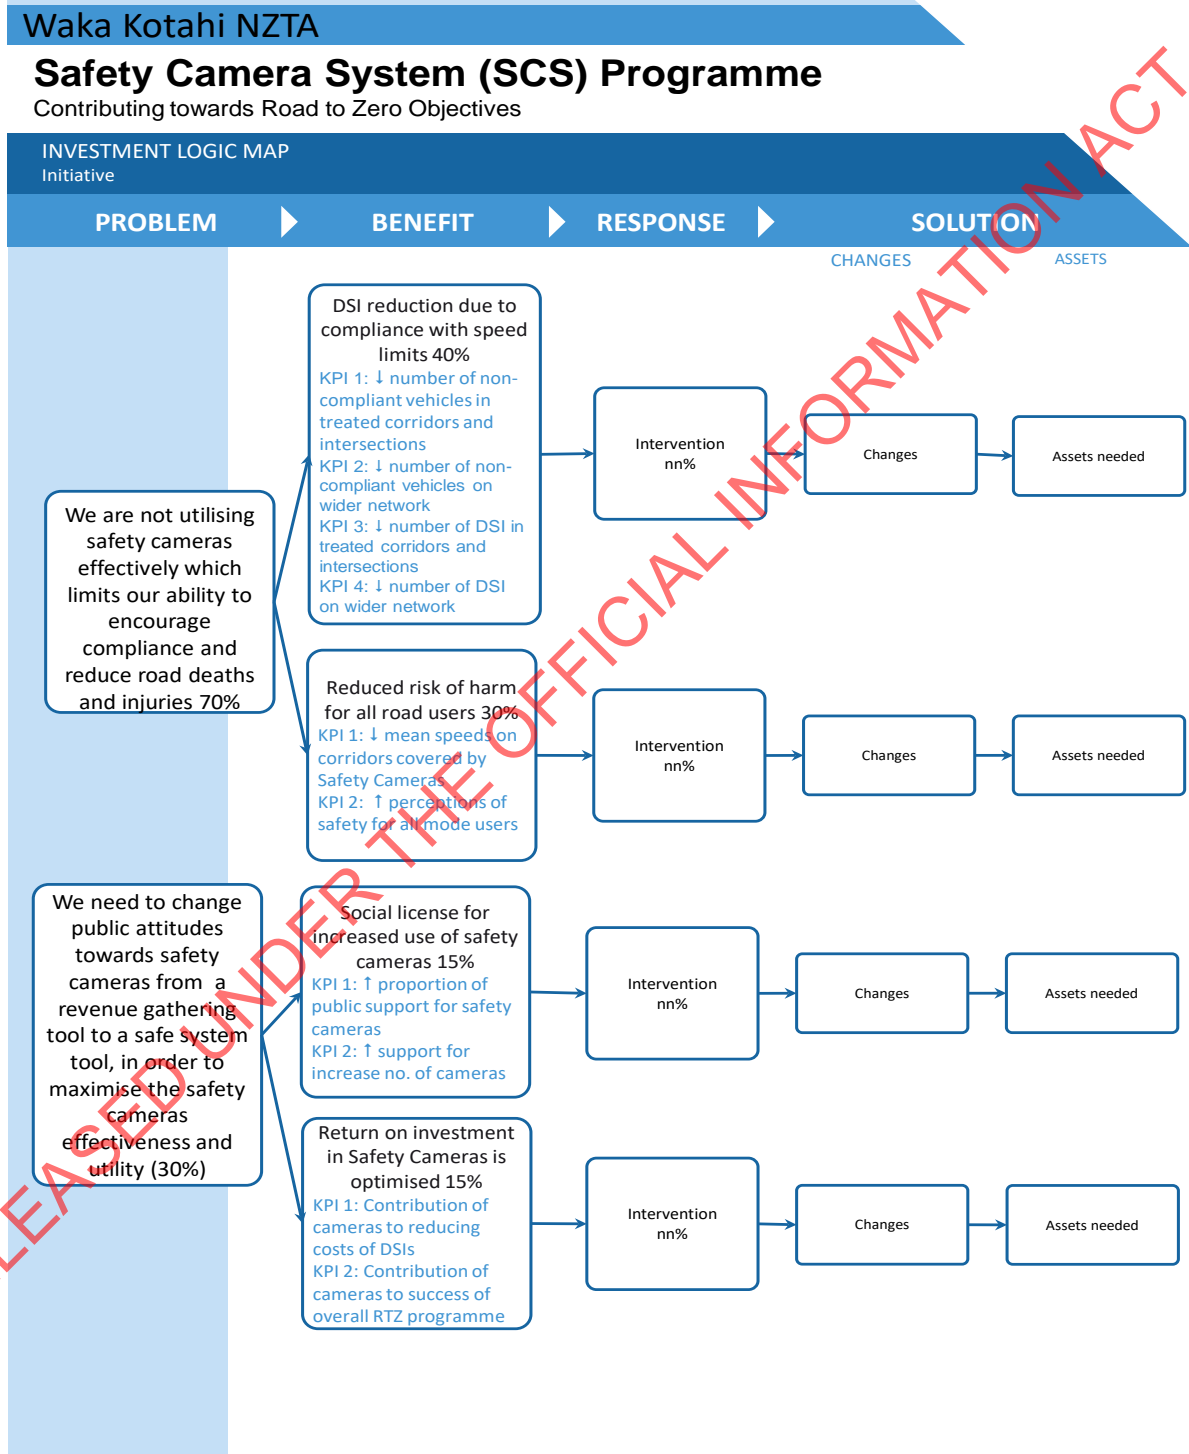 Waka Kotahi NZTA
Safety Camera System (SCS) Programme
Contributing towards Road to Zero Objectives
INVESTMENT LOGIC MAP
Initiative
PROBLEM
BENEFIT
RESPONSE
SOLUTION
CHANGES
ASSETS
We are not utilising
safety cameras
effectively which
limits our ability to
encourage
compliance and
reduce road deaths
and injuries 70%
DSI reduction due to
compliance with speed
limits 40%
KPI 1: ↓ number of non-
compliant vehicles in
treated corridors and
intersections
KPI 2: ↓ number of non-
compliant vehicles on
wider network
KPI 3: ↓ number of DSI in
treated corridors and
intersections
KPI 4: ↓ number of DSI
on wider network
Intervention
nn%
Changes
Assets needed
Reduced risk of harm
for all road users 30%
KPI 1: ↓ mean speeds on
corridors covered by
Safety Cameras
KPI 2: ↑ perceptions of
safety for all mode users
Intervention
nn%
Changes
Assets needed
We need to change
public attitudes
towards safety
cameras from a
revenue gathering
tool to a safe system
tool, in order to
maximise the safety
cameras
effectiveness and
utility (30%)
Social license for
increased use of safety
cameras 15%
KPI 1: ↑ proportion of
public support for safety
cameras
KPI 2: ↑ support for
increase no. of cameras
Intervention
nn%
Changes
Assets needed
Return on investment
in Safety Cameras is
optimised 15%
KPI 1: Contribution of
cameras to reducing
costs of DSIs
KPI 2: Contribution of
cameras to success of
overall RTZ programme
Intervention
nn%
Changes
Assets needed
LEASED UNDER THE OFFICIAL INFORMATION ACT